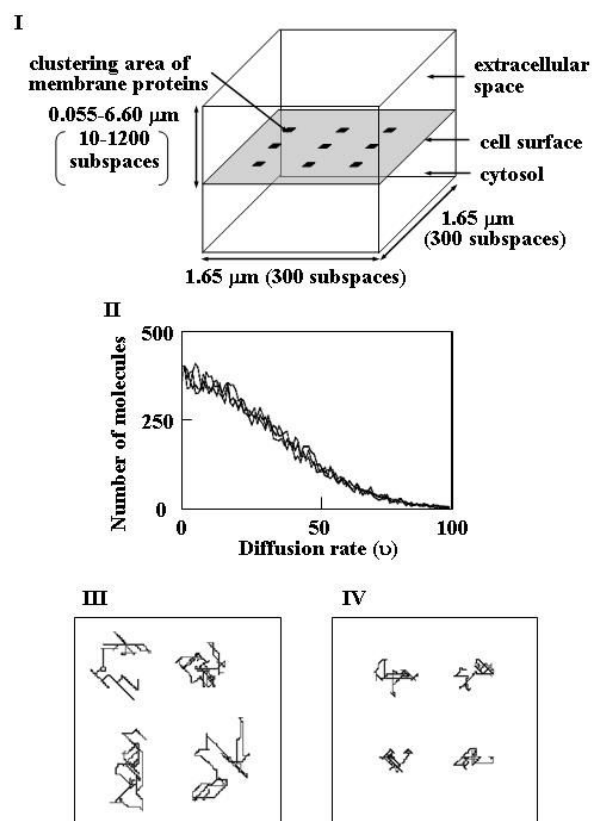 I
clustering area of
membrane proteins
0.055-6.60 μm
10-1200
subspaces
extracellular
space
cell surface
cytosol
1.65 μm
(300 subspaces)
1.65 μm (300 subspaces)
II
500
250
0
Number of molecules
0 50 100
Diffusion rate (υ)
III IV